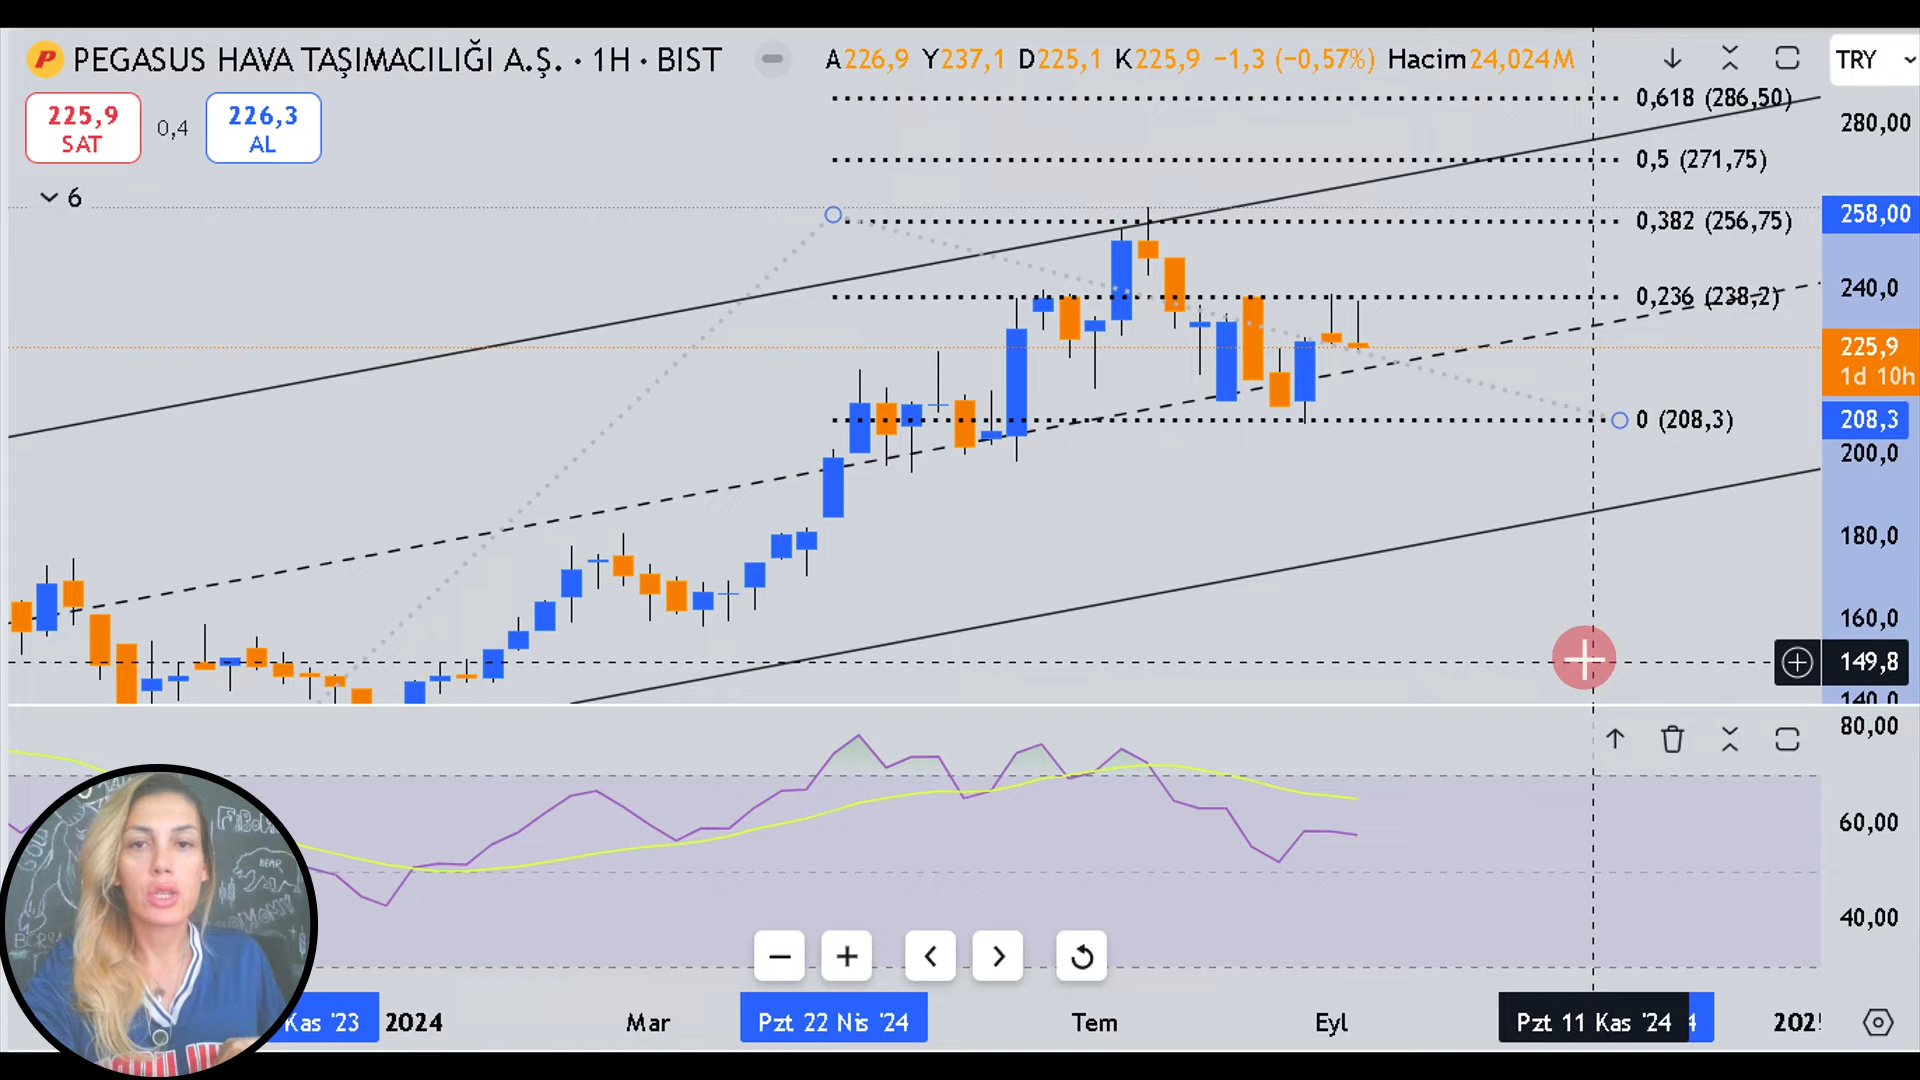 P PEGASUS HAVA TAŞIMACILIĞI A.Ş. · 1H · BIST
A226,9 Y237,1 D225,1 K225,9 −1,3 (−0,57%) Hacim24,024M
TRY
225,9
SAT
0,4
226,3
AL
6
0,618 (286,50)
0,5 (271,75)
0,382 (256,75)
0,236 (238,2)
0 (208,3)
280,00
258,00
240,0
225,9
1d 10h
208,3
200,0
180,0
160,0
149,8
140,0
80,00
60,00
40,00
BEAR
Kas '23
2024
Mar
Pzt 22 Nis '24
Tem
Eyl
Pzt 11 Kas '24
4